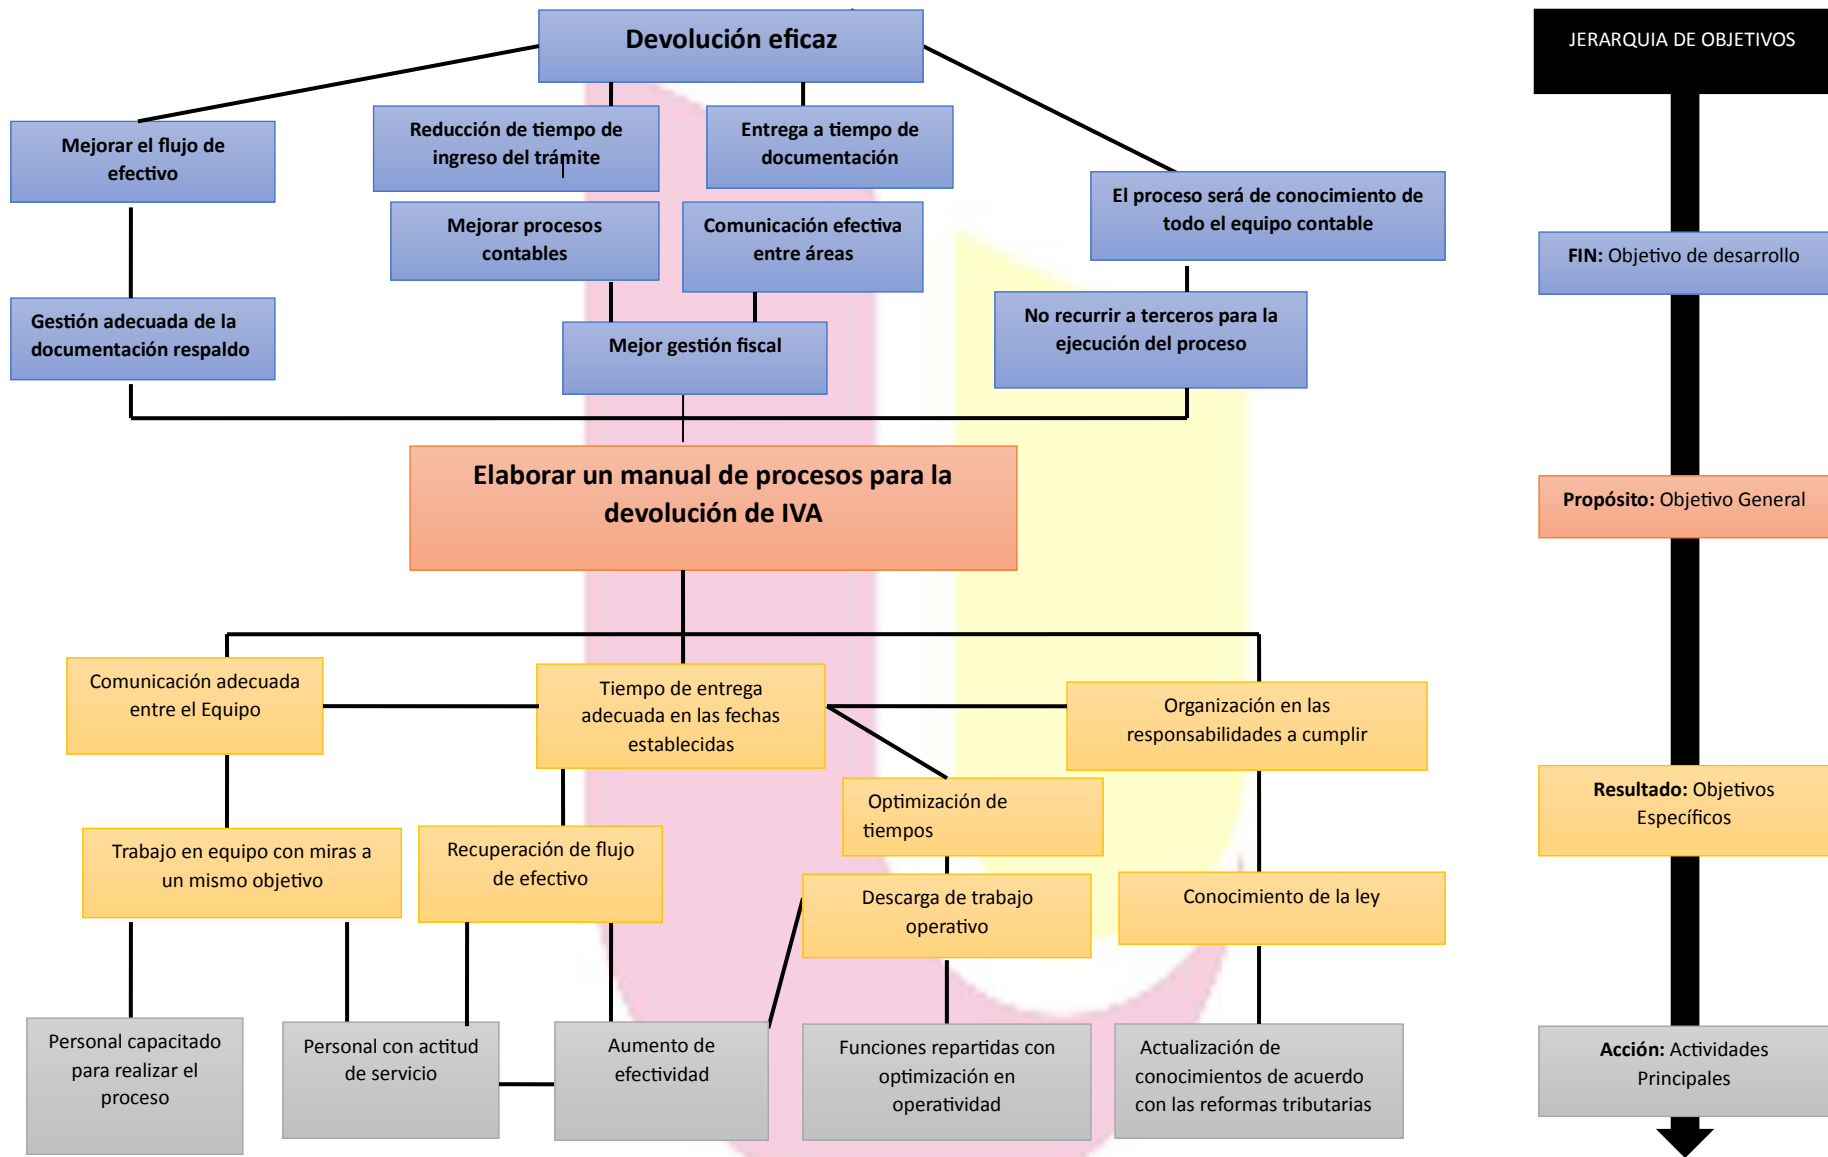 Devolución eficaz
JERARQUIA DE OBJETIVOS
Mejorar el flujo de
efectivo
Reducción de tiempo de
ingreso del trámite
Entrega a tiempo de
documentación
El proceso será de conocimiento de
todo el equipo contable
Mejorar procesos
contables
Comunicación efectiva
entre áreas
FIN: Objetivo de desarrollo
Gestión adecuada de la
documentación respaldo
Mejor gestión fiscal
No recurrir a terceros para la
ejecución del proceso
Elaborar un manual de procesos para la
devolución de IVA
Propósito: Objetivo General
Comunicación adecuada
entre el Equipo
Tiempo de entrega
adecuada en las fechas
establecidas
Organización en las
responsabilidades a cumplir
Optimización de
tiempos
Resultado: Objetivos
Específicos
Trabajo en equipo con miras a
un mismo objetivo
Recuperación de flujo
de efectivo
Descarga de trabajo
operativo
Conocimiento de la ley
Personal capacitado
para realizar el
proceso
Personal con actitud
de servicio
Aumento de
efectividad
Funciones repartidas con
optimización en
operatividad
Actualización de
conocimientos de acuerdo
con las reformas tributarias
Acción: Actividades
Principales